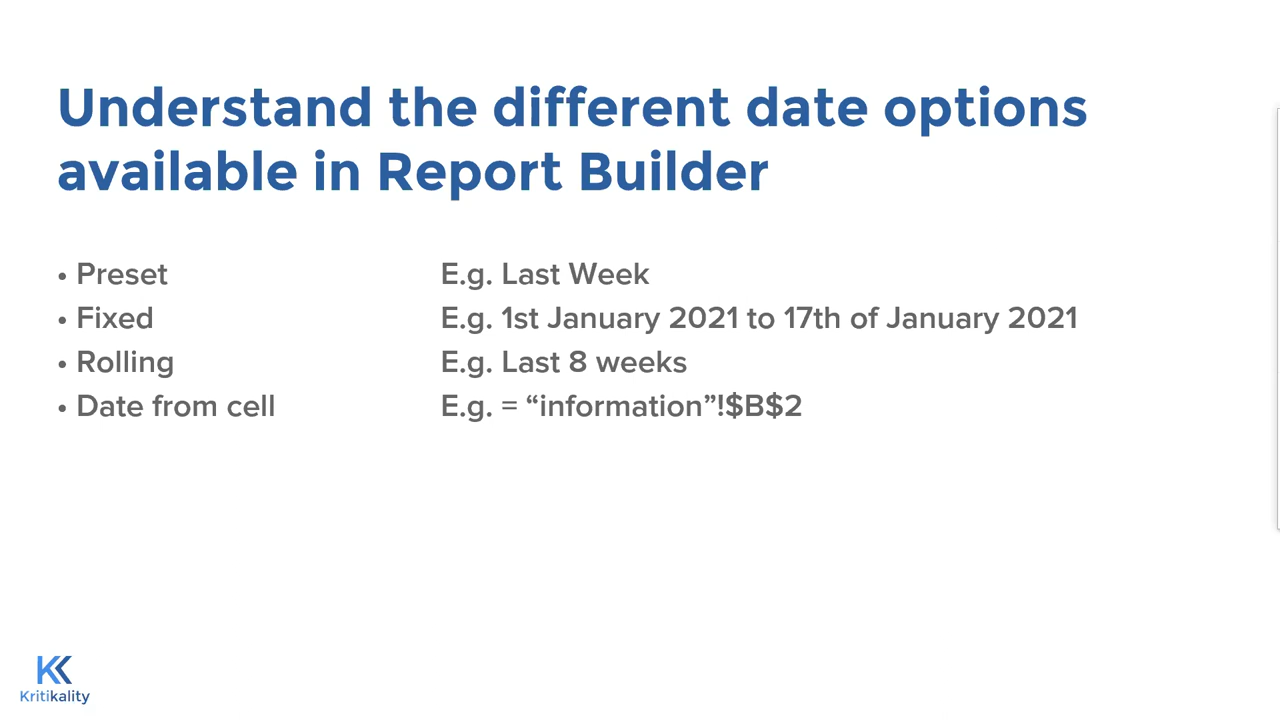 Understand the different date options
available in Report Builder
• Preset E.g. Last Week
• Fixed E.g. 1st January 2021 to 17th of January 2021
• Rolling E.g. Last 8 weeks
• Date from cell E.g. = “information”!$B$2
Kritikality